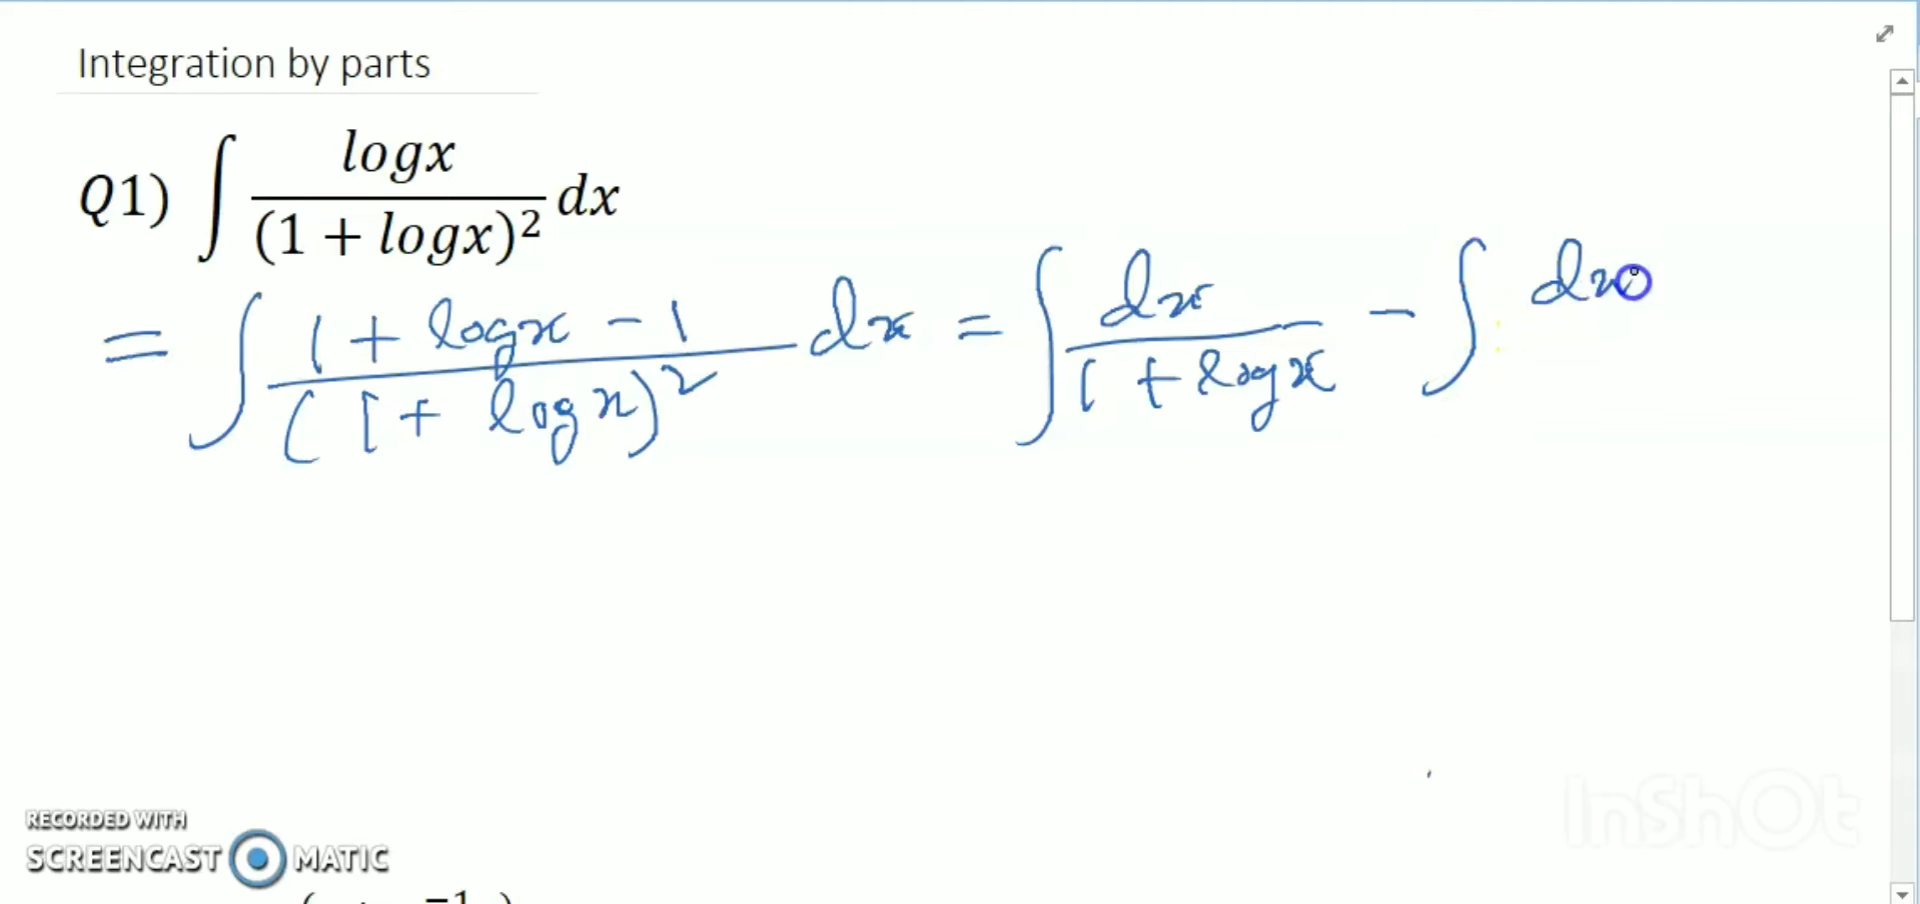 Integration by parts
Q1) ∫ logx / (1 + logx)² dx
= ∫ (1 + logx − 1) / (1 + logx)² dx = ∫ dx / (1 + logx) − ∫ dx
InShOt
RECORDED WITH
SCREENCAST MATIC